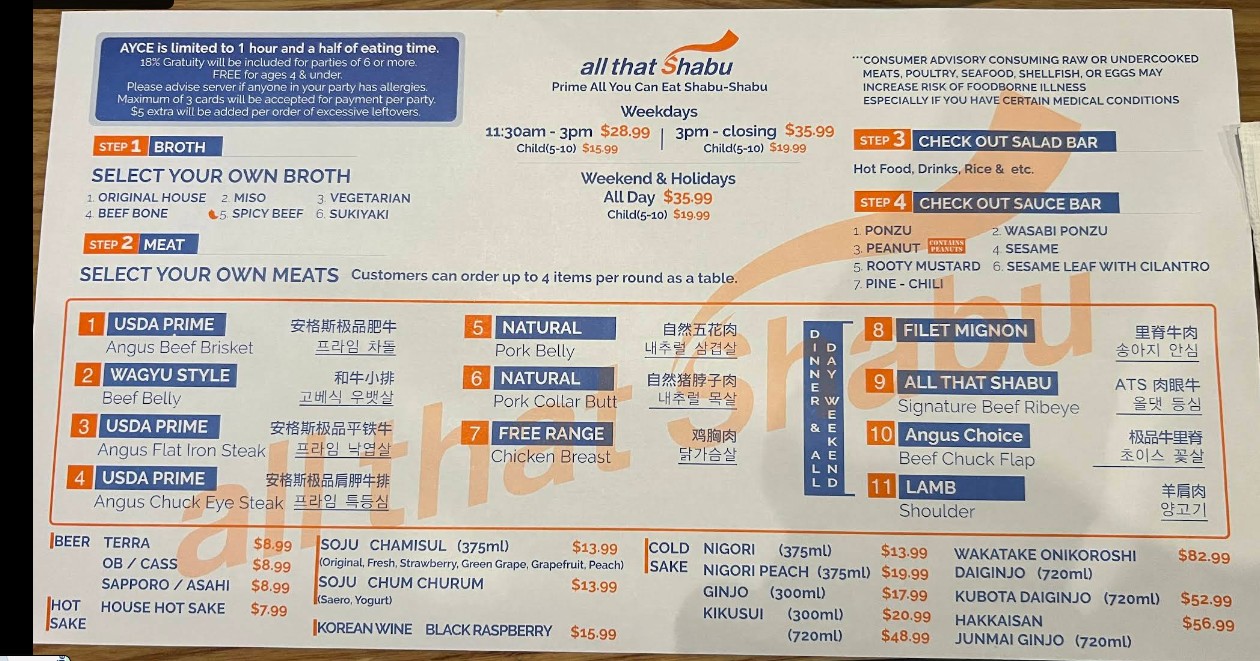 AYCE is limited to 1 hour and a half of eating time.
18% Gratuity will be included for parties of 6 or more.
FREE for ages 4 & under.
Please advise server if anyone in your party has allergies.
Maximum of 3 cards will be accepted for payment per party.
$5 extra will be added per order of excessive leftovers.
all that Shabu
Prime All You Can Eat Shabu-Shabu
Weekdays
11:30am - 3pm $28.99 | 3pm - closing $35.99
Child(5-10) $15.99 Child(5-10) $19.99
Weekend & Holidays
All Day $35.99
Child(5-10) $19.99
***CONSUMER ADVISORY CONSUMING RAW OR UNDERCOOKED
MEATS, POULTRY, SEAFOOD, SHELLFISH, OR EGGS MAY
INCREASE RISK OF FOODBORNE ILLNESS
ESPECIALLY IF YOU HAVE CERTAIN MEDICAL CONDITIONS
STEP 1 BROTH
SELECT YOUR OWN BROTH
1. ORIGINAL HOUSE 2. MISO 3. VEGETARIAN
4. BEEF BONE 5. SPICY BEEF 6. SUKIYAKI
STEP 2 MEAT
SELECT YOUR OWN MEATS Customers can order up to 4 items per round as a table.
STEP 3 CHECK OUT SALAD BAR
Hot Food, Drinks, Rice & etc.
STEP 4 CHECK OUT SAUCE BAR
1. PONZU 2. WASABI PONZU
3. PEANUT CONTAINS PEANUTS 4. SESAME
5. ROOTY MUSTARD 6. SESAME LEAF WITH CILANTRO
7. PINE - CHILI
1 USDA PRIME 安格斯极品肥牛
Angus Beef Brisket 프라임 차돌
2 WAGYU STYLE 和牛小排
Beef Belly 고베식 우뱃살
3 USDA PRIME 安格斯极品平铁牛
Angus Flat Iron Steak 프라임 낙엽살
4 USDA PRIME 安格斯极品肩胛牛排
Angus Chuck Eye Steak 프라임 특등심
5 NATURAL 自然五花肉
Pork Belly 내추럴 삼겹살
6 NATURAL 自然猪脖子肉
Pork Collar Butt 내추럴 목살
7 FREE RANGE 鸡胸肉
Chicken Breast 닭가슴살
DINNER & ALL
DAY WEEKEND
8 FILET MIGNON 里脊牛肉
송아지 안심
9 ALL THAT SHABU ATS 肉眼牛
Signature Beef Ribeye 올댓 등심
10 Angus Choice 极品牛里脊
Beef Chuck Flap 초이스 꽃살
11 LAMB 羊肩肉
Shoulder 양고기
all that Shabu
BEER TERRA $8.99
OB / CASS $8.99
SAPPORO / ASAHI $8.99
HOT SAKE HOUSE HOT SAKE $7.99
SOJU CHAMISUL (375ml) $13.99
(Original, Fresh, Strawberry, Green Grape, Grapefruit, Peach)
SOJU CHUM CHURUM $13.99
(Saero, Yogurt)
KOREAN WINE BLACK RASPBERRY $15.99
COLD SAKE NIGORI (375ml) $13.99
NIGORI PEACH (375ml) $19.99
GINJO (300ml) $17.99
KIKUSUI (300ml) $20.99
(720ml) $48.99
WAKATAKE ONIKOROSHI $82.99
DAIGINJO (720ml)
KUBOTA DAIGINJO (720ml) $52.99
HAKKAISAN $56.99
JUNMAI GINJO (720ml)